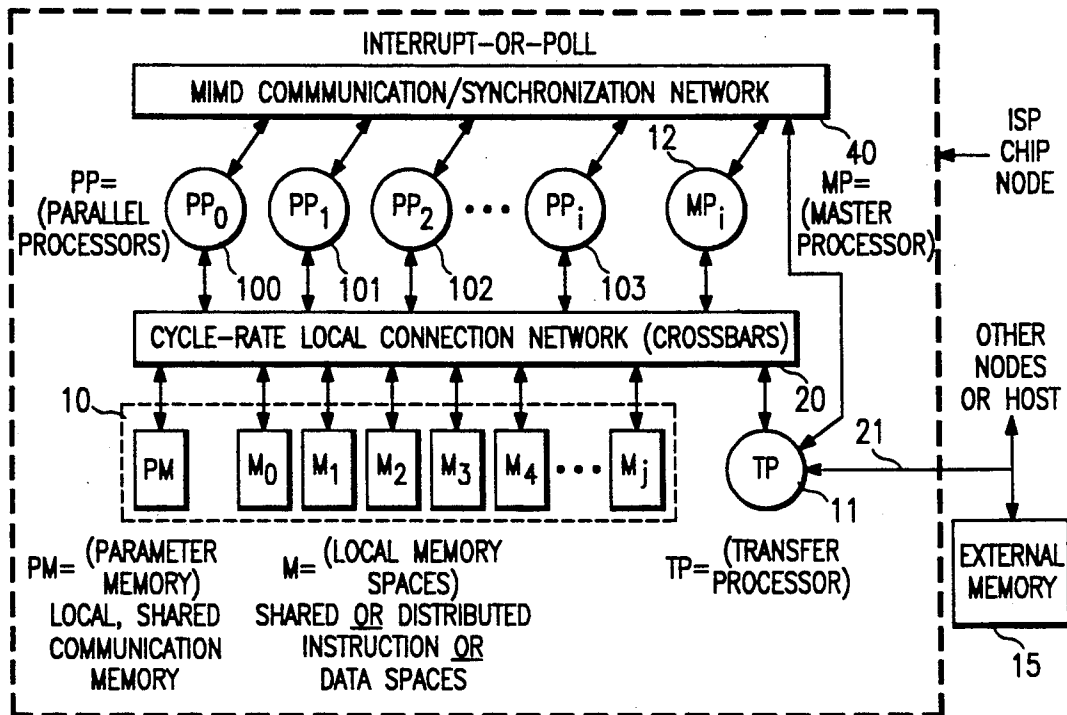 INTERRUPT-OR-POLL
MIMD COMMMUNICATION/SYNCHRONIZATION NETWORK
40
ISP
CHIP
NODE
12
PP=
(PARALLEL
PROCESSORS)
PP0
PP1
PP2
•••
PPi
MPi
MP=
(MASTER
PROCESSOR)
100
101
102
103
CYCLE-RATE LOCAL CONNECTION NETWORK (CROSSBARS)
20
OTHER
NODES
OR HOST
10
PM
M0
M1
M2
M3
M4
•••
Mj
TP
21
11
PM= (PARAMETER
MEMORY)
LOCAL, SHARED
COMMUNICATION
MEMORY
M= (LOCAL MEMORY
SPACES)
SHARED OR DISTRIBUTED
INSTRUCTION OR
DATA SPACES
TP= (TRANSFER
PROCESSOR)
EXTERNAL
MEMORY
15